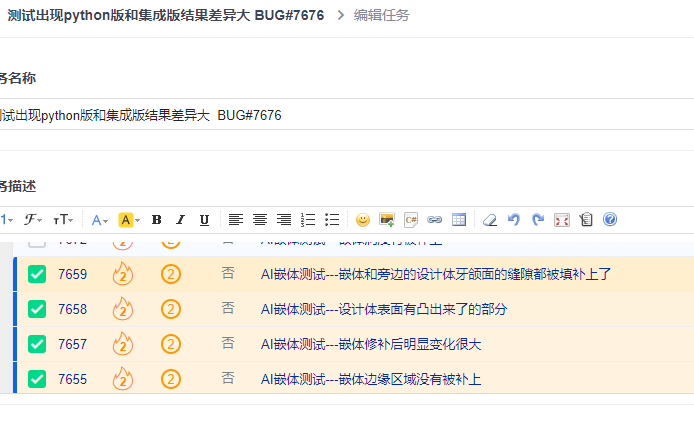 测试出现python版和集成版结果差异大 BUG#7676 > 编辑任务
务名称
试出现python版和集成版结果差异大 BUG#7676
务描述
7659 2 2 否 AI嵌体测试---嵌体和旁边的设计体牙颌面的缝隙都被填补上了
7658 2 2 否 AI嵌体测试---设计体表面有凸出来了的部分
7657 2 2 否 AI嵌体测试---嵌体修补后明显变化很大
7655 2 2 否 AI嵌体测试---嵌体边缘区域没有被补上